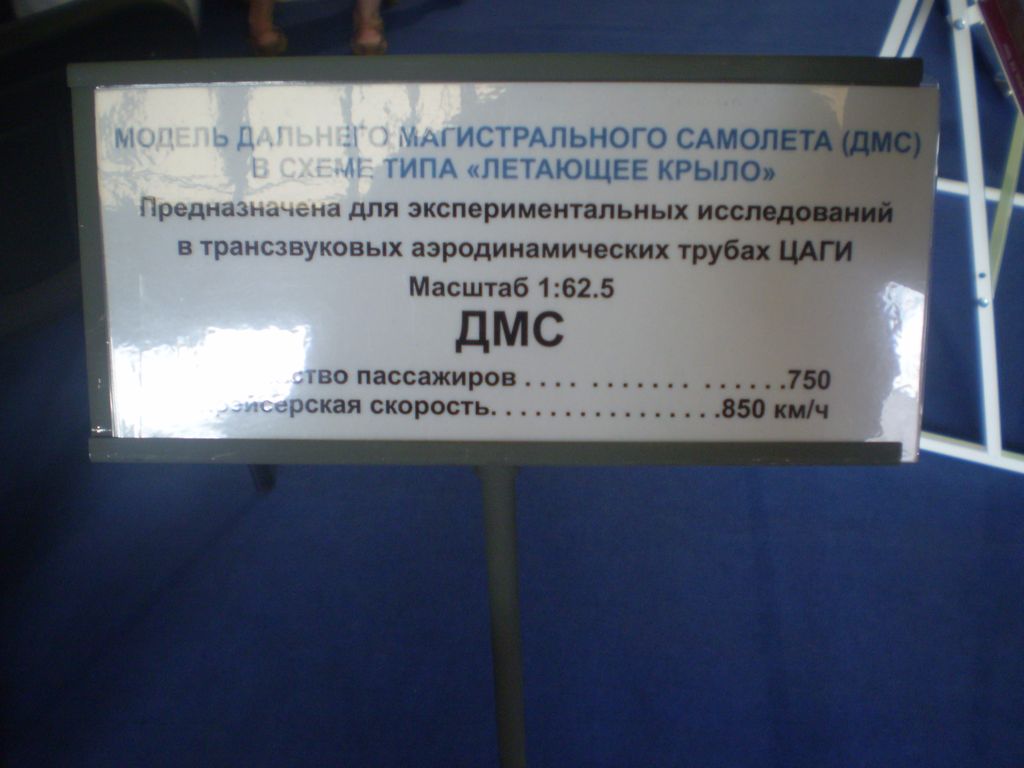 МОДЕЛЬ ДАЛЬНЕГО МАГИСТРАЛЬНОГО САМОЛЕТА (ДМС)
В СХЕМЕ ТИПА «ЛЕТАЮЩЕЕ КРЫЛО»
Предназначена для экспериментальных исследований
в трансзвуковых аэродинамических трубах ЦАГИ
Масштаб 1:62.5
ДМС
пассажиров .... ....... .......750
скорость.................850 км/ч